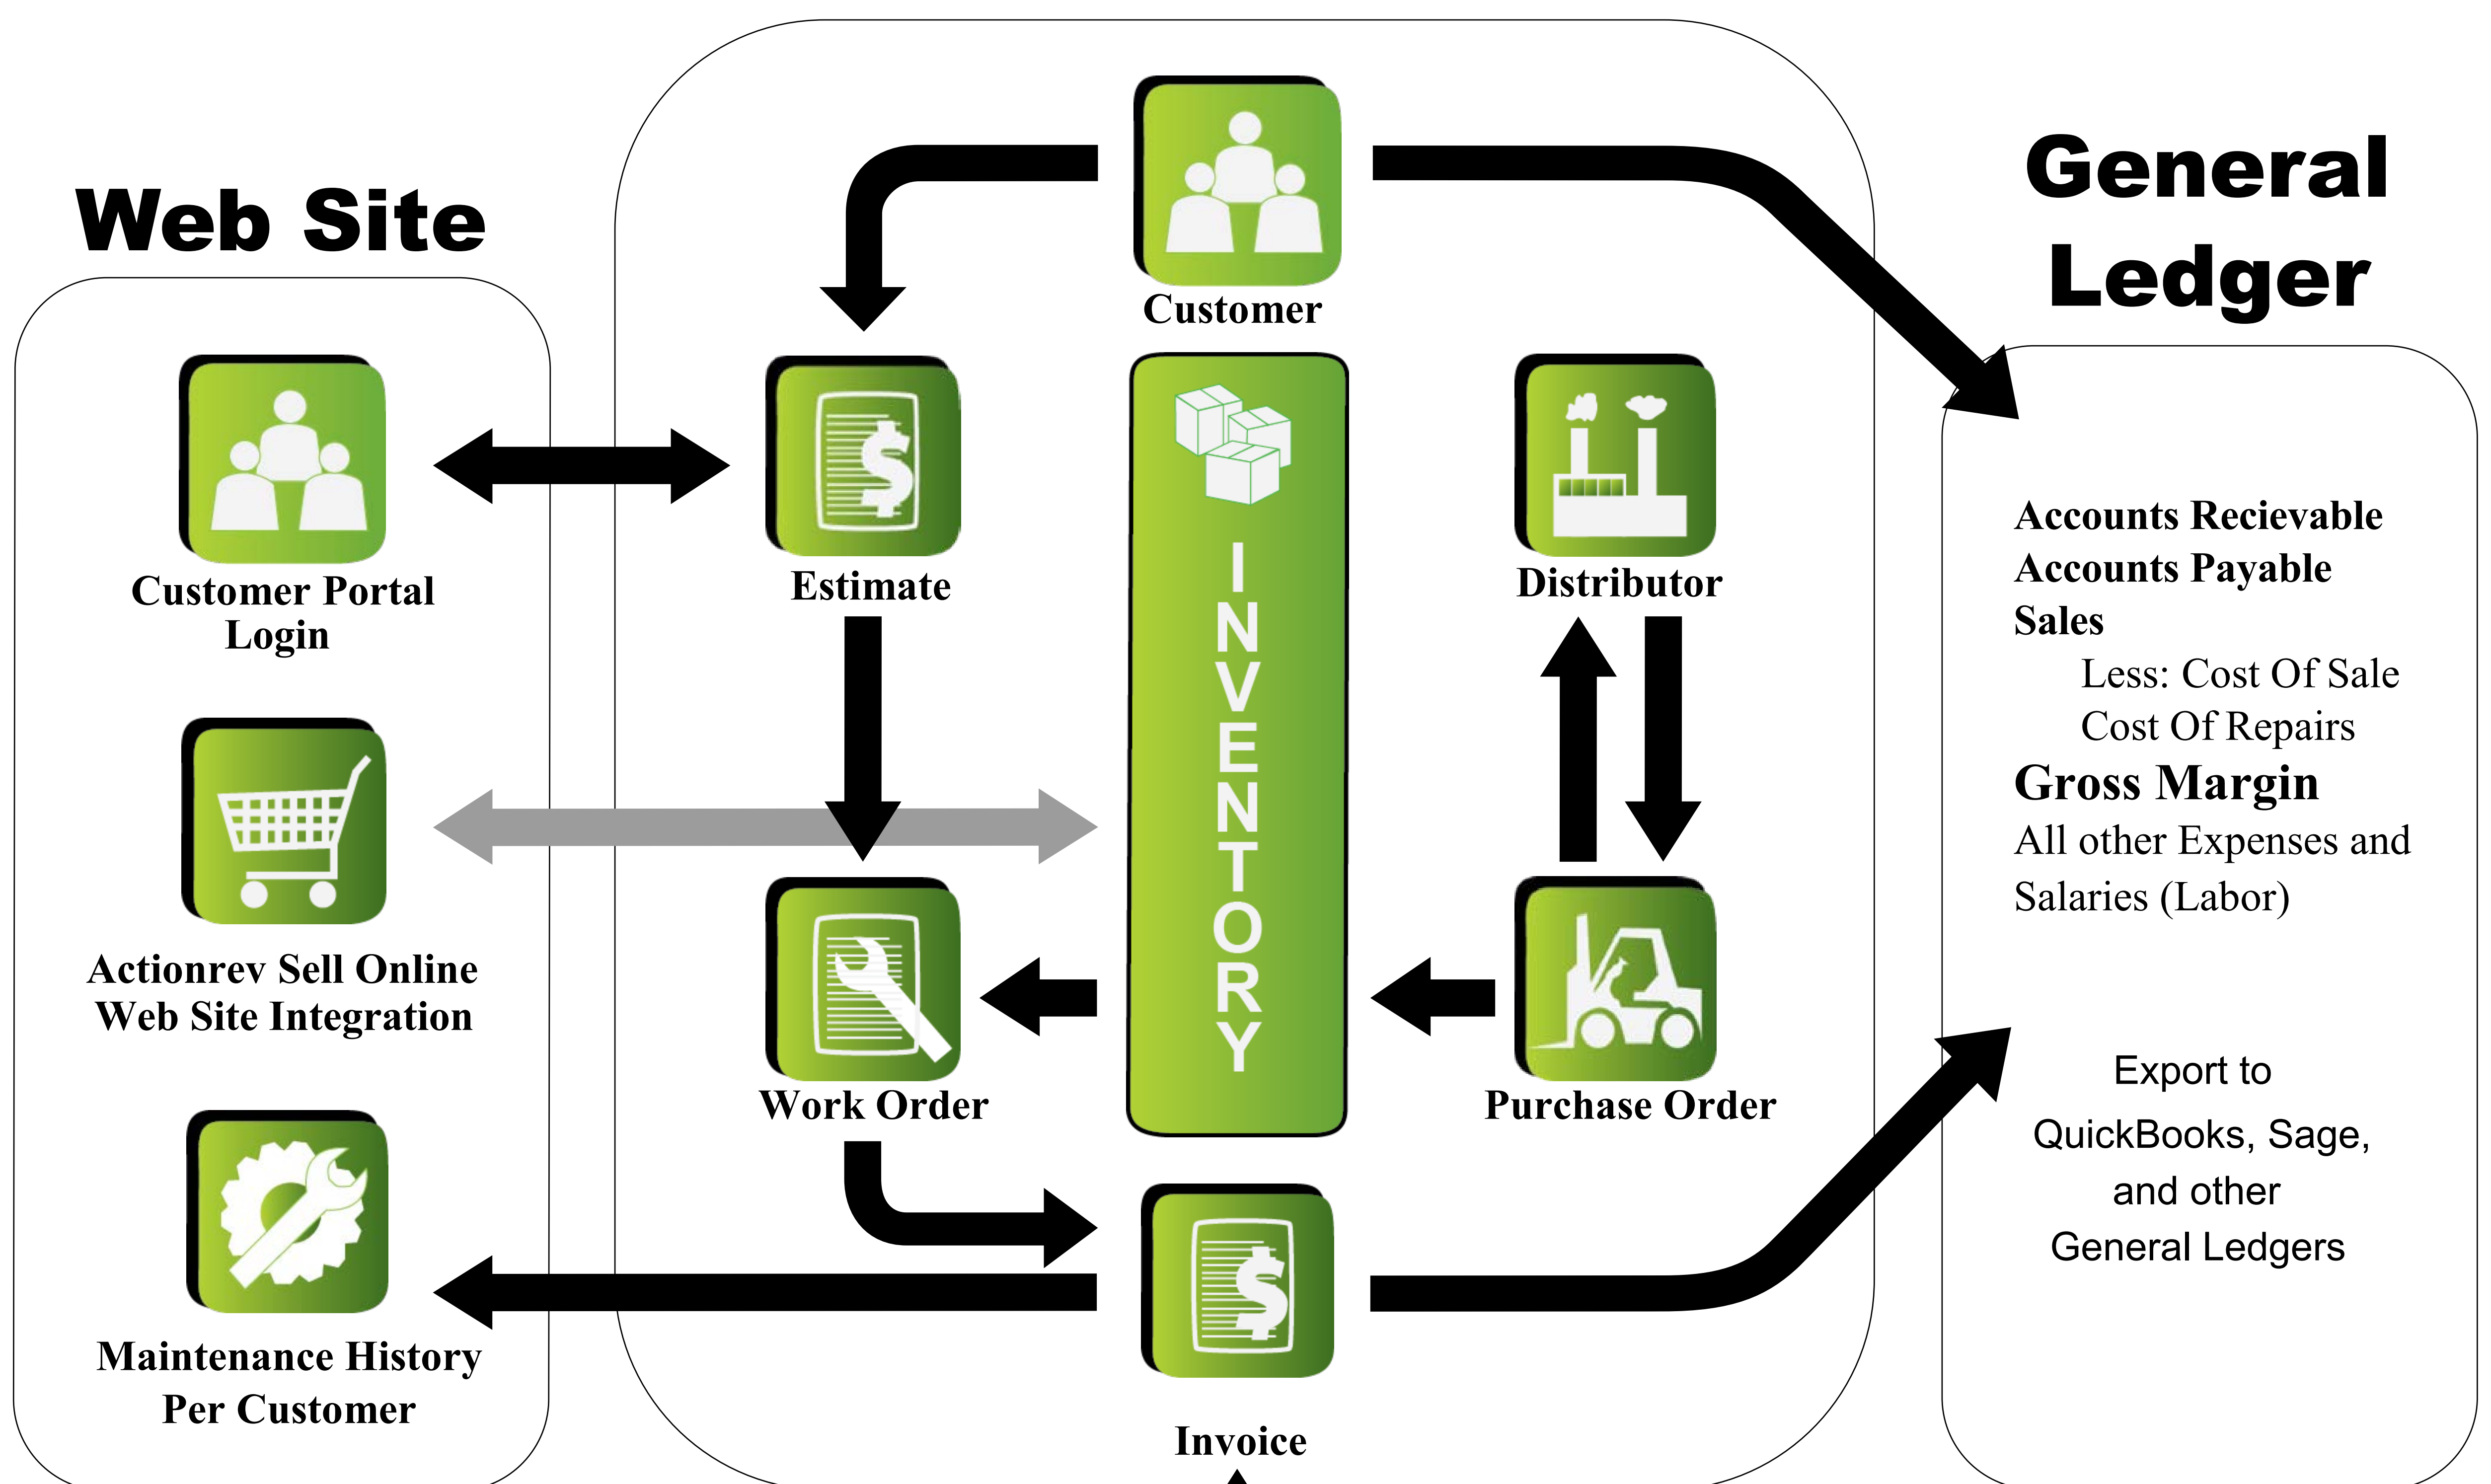 Web Site
Customer Portal
Login
Actionrev Sell Online
Web Site Integration
Maintenance History
Per Customer
Customer
Estimate
INVENTORY
Distributor
Work Order
Purchase Order
Invoice
General
Ledger
Accounts Recievable
Accounts Payable
Sales
Less: Cost Of Sale
Cost Of Repairs
Gross Margin
All other Expenses and
Salaries (Labor)
Export to
QuickBooks, Sage,
and other
General Ledgers